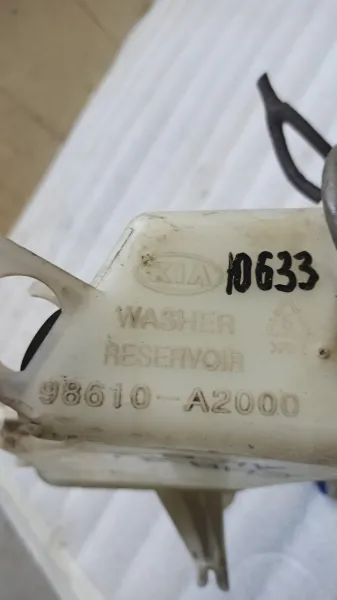 KIA 10633
WASHER
RESERVOIR
98610-A2000